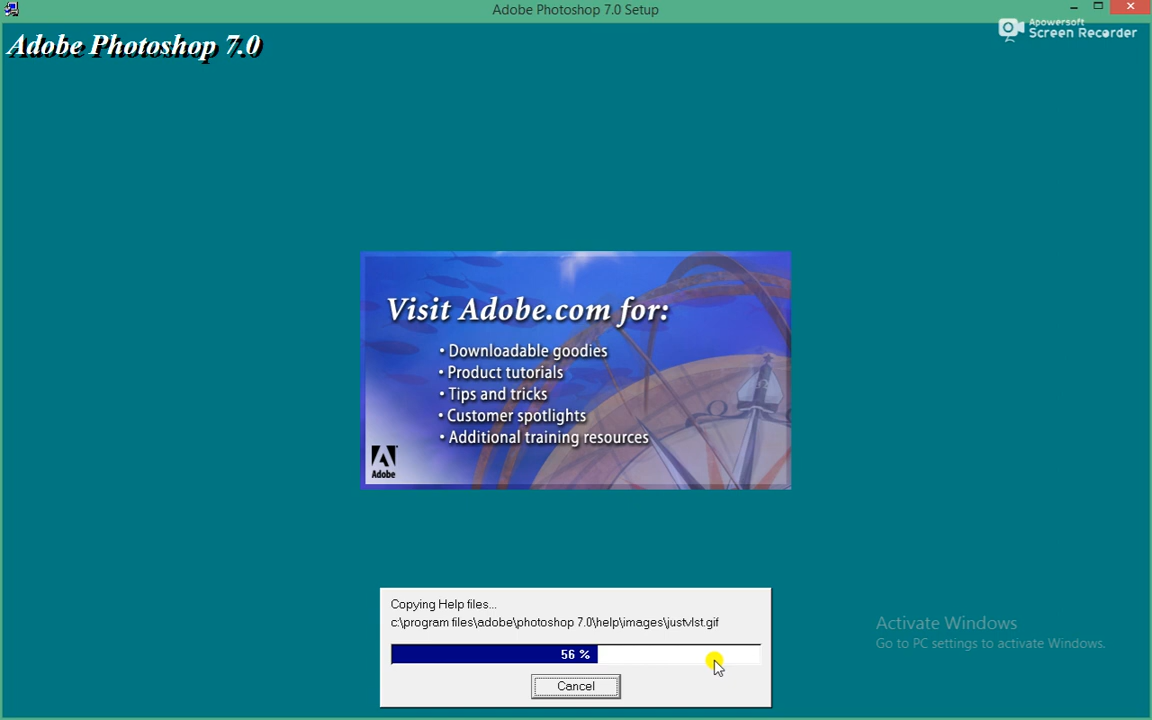 Adobe Photoshop 7.0 Setup
Apowersoft
Screen Recorder
Adobe Photoshop 7.0
Visit Adobe.com for:
• Downloadable goodies
• Product tutorials
• Tips and tricks
• Customer spotlights
• Additional training resources
Adobe
Copying Help files...
c:\program files\adobe\photoshop 7.0\help\images\justvlst.gif
56 %
Cancel
Activate Windows
Go to PC settings to activate Windows.